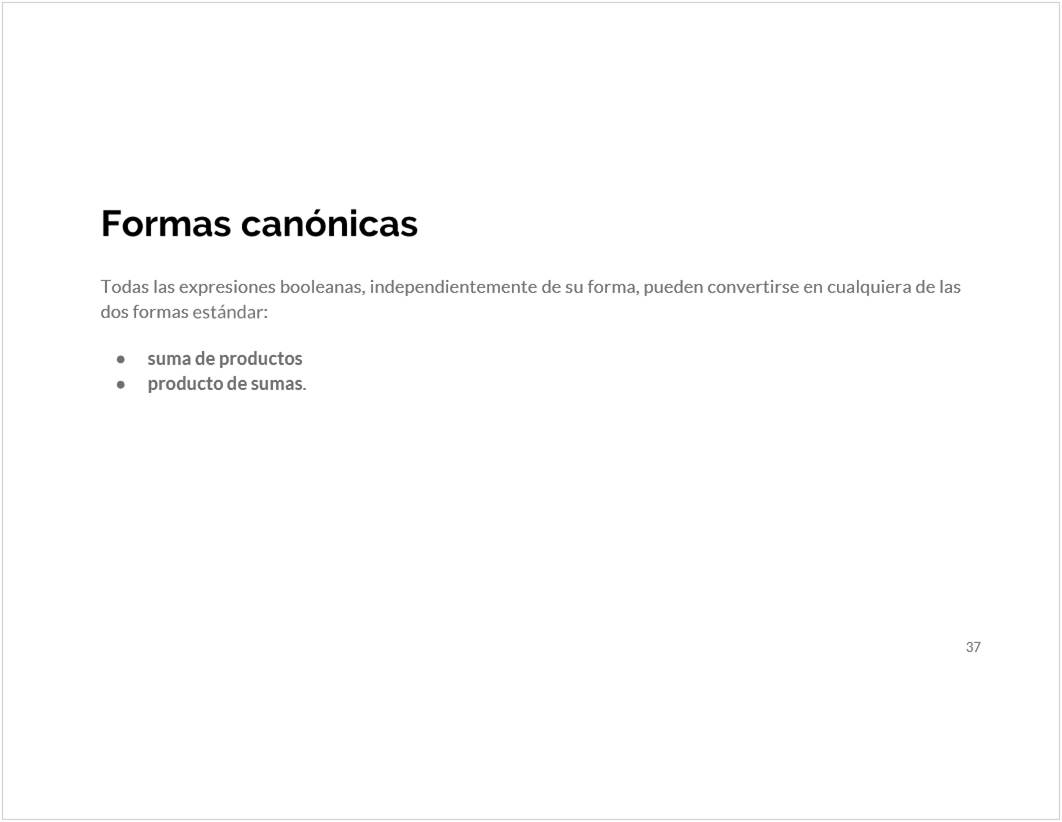 Formas canónicas
Todas las expresiones booleanas, independientemente de su forma, pueden convertirse en cualquiera de las
dos formas estándar:
● suma de productos
● producto de sumas.
37